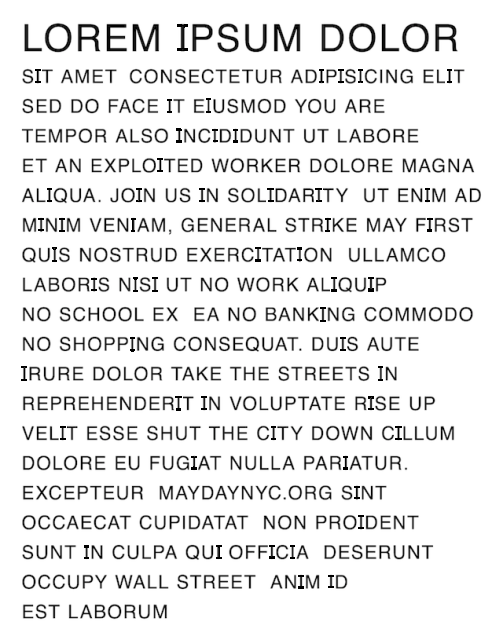 LOREM IPSUM DOLOR
SIT AMET CONSECTETUR ADIPISICING ELIT
SED DO FACE IT EIUSMOD YOU ARE
TEMPOR ALSO INCIDIDUNT UT LABORE
ET AN EXPLOITED WORKER DOLORE MAGNA
ALIQUA. JOIN US IN SOLIDARITY UT ENIM AD
MINIM VENIAM, GENERAL STRIKE MAY FIRST
QUIS NOSTRUD EXERCITATION ULLAMCO
LABORIS NISI UT NO WORK ALIQUIP
NO SCHOOL EX EA NO BANKING COMMODO
NO SHOPPING CONSEQUAT. DUIS AUTE
IRURE DOLOR TAKE THE STREETS IN
REPREHENDERIT IN VOLUPTATE RISE UP
VELIT ESSE SHUT THE CITY DOWN CILLUM
DOLORE EU FUGIAT NULLA PARIATUR.
EXCEPTEUR MAYDAYNYC.ORG SINT
OCCAECAT CUPIDATAT NON PROIDENT
SUNT IN CULPA QUI OFFICIA DESERUNT
OCCUPY WALL STREET ANIM ID
EST LABORUM